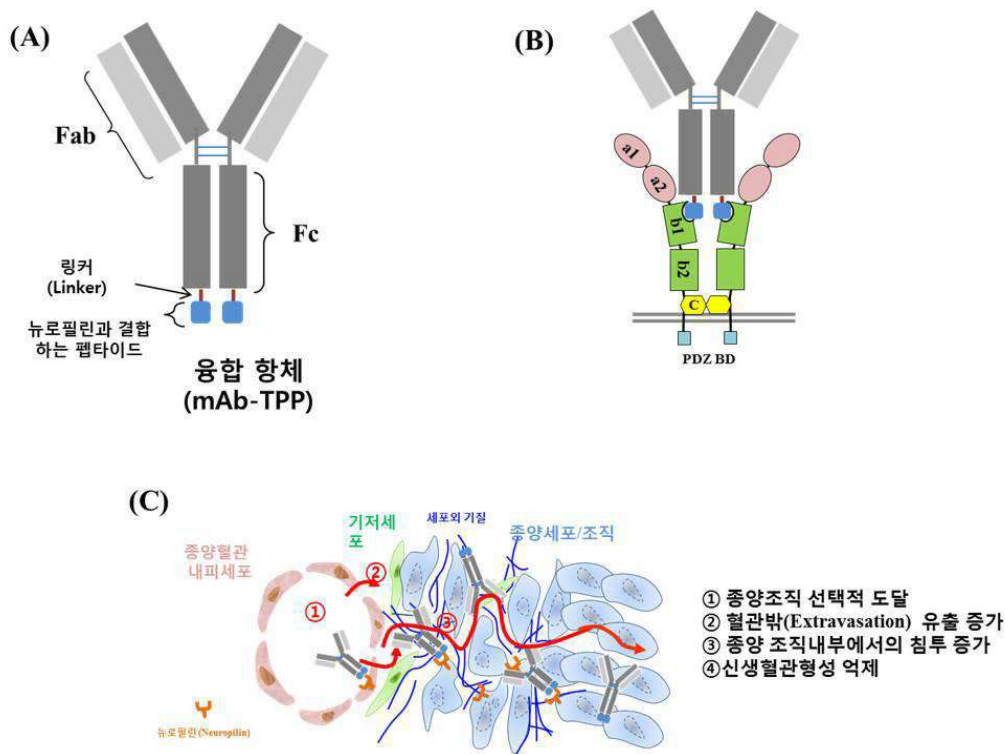 (A)
Fab
Fc
링커
(Linker)
뉴로필린과 결합
하는 펩타이드
융합 항체
(mAb-TPP)
(B)
a1
a2
b1
b2
C
PDZ BD
(C)
종양혈관
내피세포
기저세
포
세포외 기질
종양세포/조직
①
②
③
뉴로필린(Neuropilin)
① 종양조직 선택적 도달
② 혈관밖(Extravasation) 유출 증가
③ 종양 조직내부에서의 침투 증가
④신생혈관형성 억제